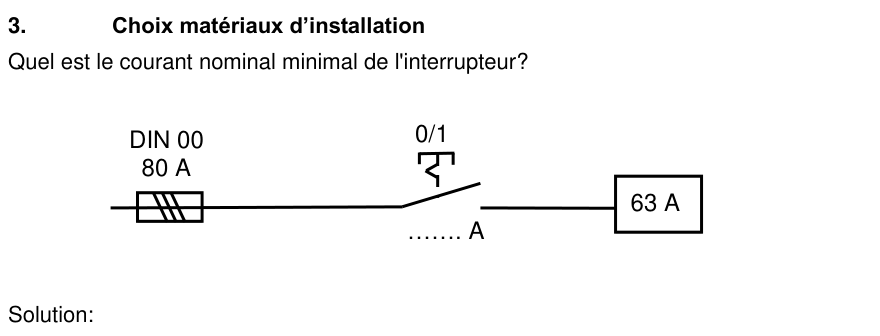 3. Choix matériaux d'installation
Quel est le courant nominal minimal de l'interrupteur?
DIN 00
80 A
0/1
63 A
....... A
Solution: